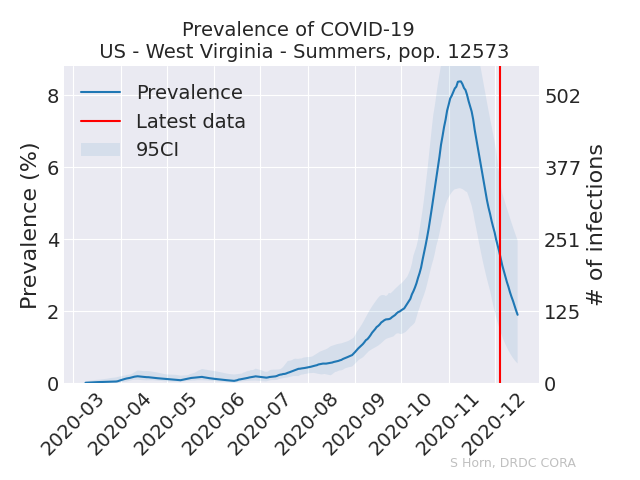 Prevalence of COVID-19
US - West Virginia - Summers, pop. 12573
Prevalence
Latest data
95CI
Prevalence (%)
8
6
4
2
0
502
377
251
125
0
# of infections
2020-03
2020-04
2020-05
2020-06
2020-07
2020-08
2020-09
2020-10
2020-11
2020-12
S Horn, DRDC CORA